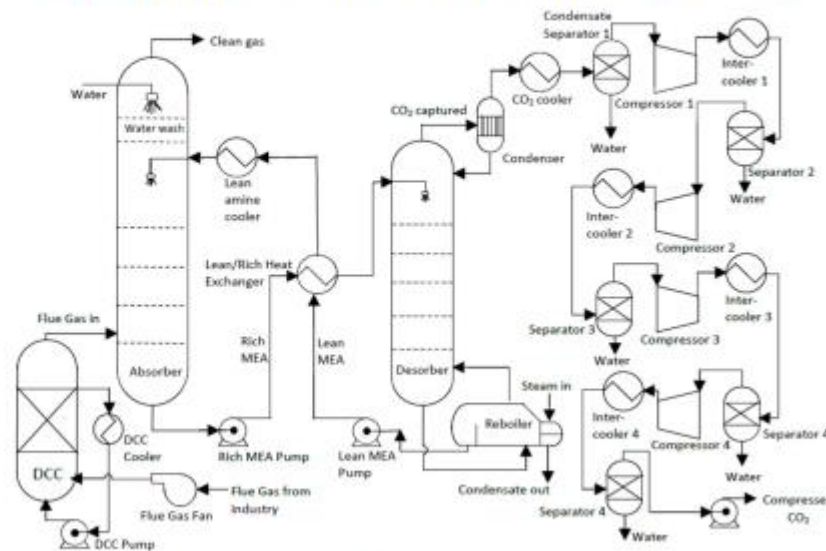 Clean gas
Water
Water wash
Lean
amine
cooler
Lean/Rich Heat
Exchanger
Flue Gas in
Rich
MEA
Lean
MEA
Absorber
DCC
Cooler
DCC
DCC Pump
Flue Gas Fan
Flue Gas from
Industry
Rich MEA Pump
Lean MEA
Pump
CO₂ captured
Condenser
CO₂ cooler
Desorber
Steam in
Reboiler
Condensate out
Condensate
Separator 1
Water
Compressor 1
Inter-
cooler 1
Separator 2
Water
Compressor 2
Inter-
cooler 2
Separator 3
Water
Compressor 3
Inter-
cooler 3
Separator 4
Water
Compressor 4
Inter-
cooler 4
Separator 4
Water
Compresse
CO₂